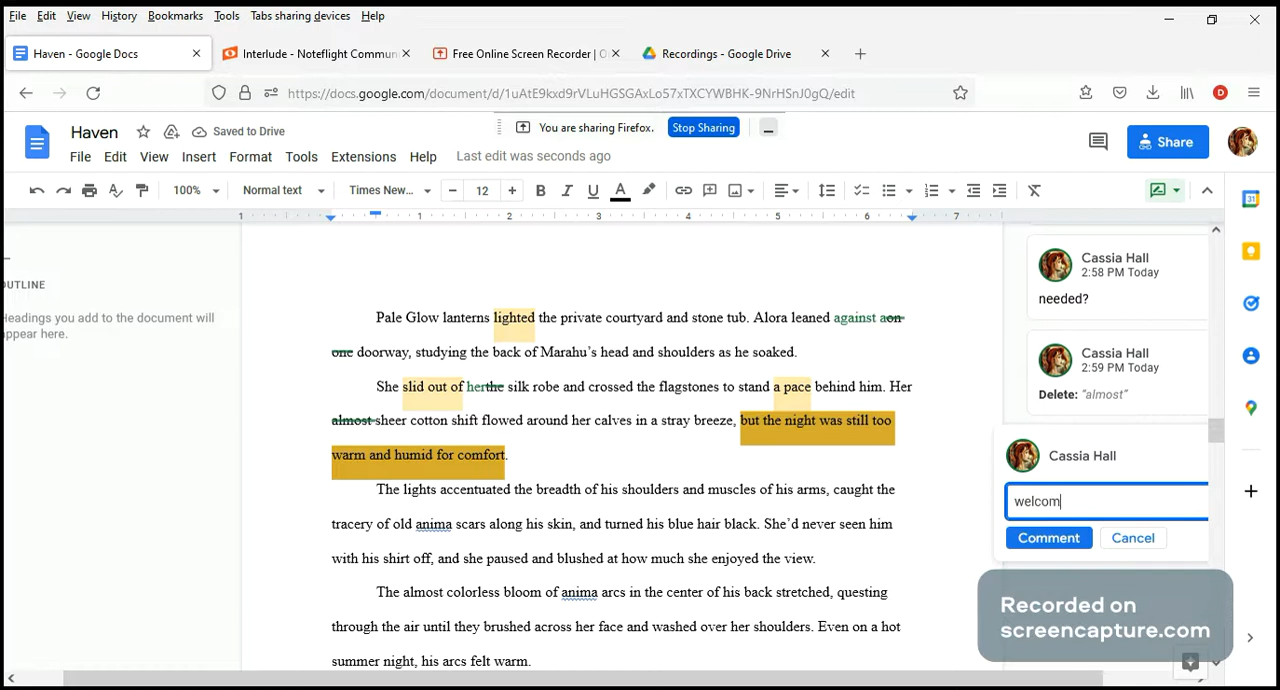 File Edit View History Bookmarks Tools Tabs sharing devices Help
Haven - Google Docs
Interlude - Noteflight Commun
Free Online Screen Recorder | O
Recordings - Google Drive
https://docs.google.com/document/d/1uAtE9kxd9rVLuHGSGAxLo57xTXCYWBHK-9NrHSnJ0gQ/edit
D
Haven
Saved to Drive
You are sharing Firefox.
Stop Sharing
Share
File Edit View Insert Format Tools Extensions Help Last edit was seconds ago
100% Normal text Times New... 12 B I U A
1 1 2 3 4 5 6 7
31
OUTLINE
Headings you add to the document will
appear here.
Pale Glow lanterns lighted the private courtyard and stone tub. Alora leaned against aon
one doorway, studying the back of Marahu's head and shoulders as he soaked.
She slid out of herthe silk robe and crossed the flagstones to stand a pace behind him. Her
almost sheer cotton shift flowed around her calves in a stray breeze, but the night was still too
warm and humid for comfort.
The lights accentuated the breadth of his shoulders and muscles of his arms, caught the
tracery of old anima scars along his skin, and turned his blue hair black. She'd never seen him
with his shirt off, and she paused and blushed at how much she enjoyed the view.
The almost colorless bloom of anima arcs in the center of his back stretched, questing
through the air until they brushed across her face and washed over her shoulders. Even on a hot
summer night, his arcs felt warm.
Cassia Hall
2:58 PM Today
needed?
Cassia Hall
2:59 PM Today
Delete: "almost"
Cassia Hall
welcom
Comment Cancel
Recorded on
screencapture.com